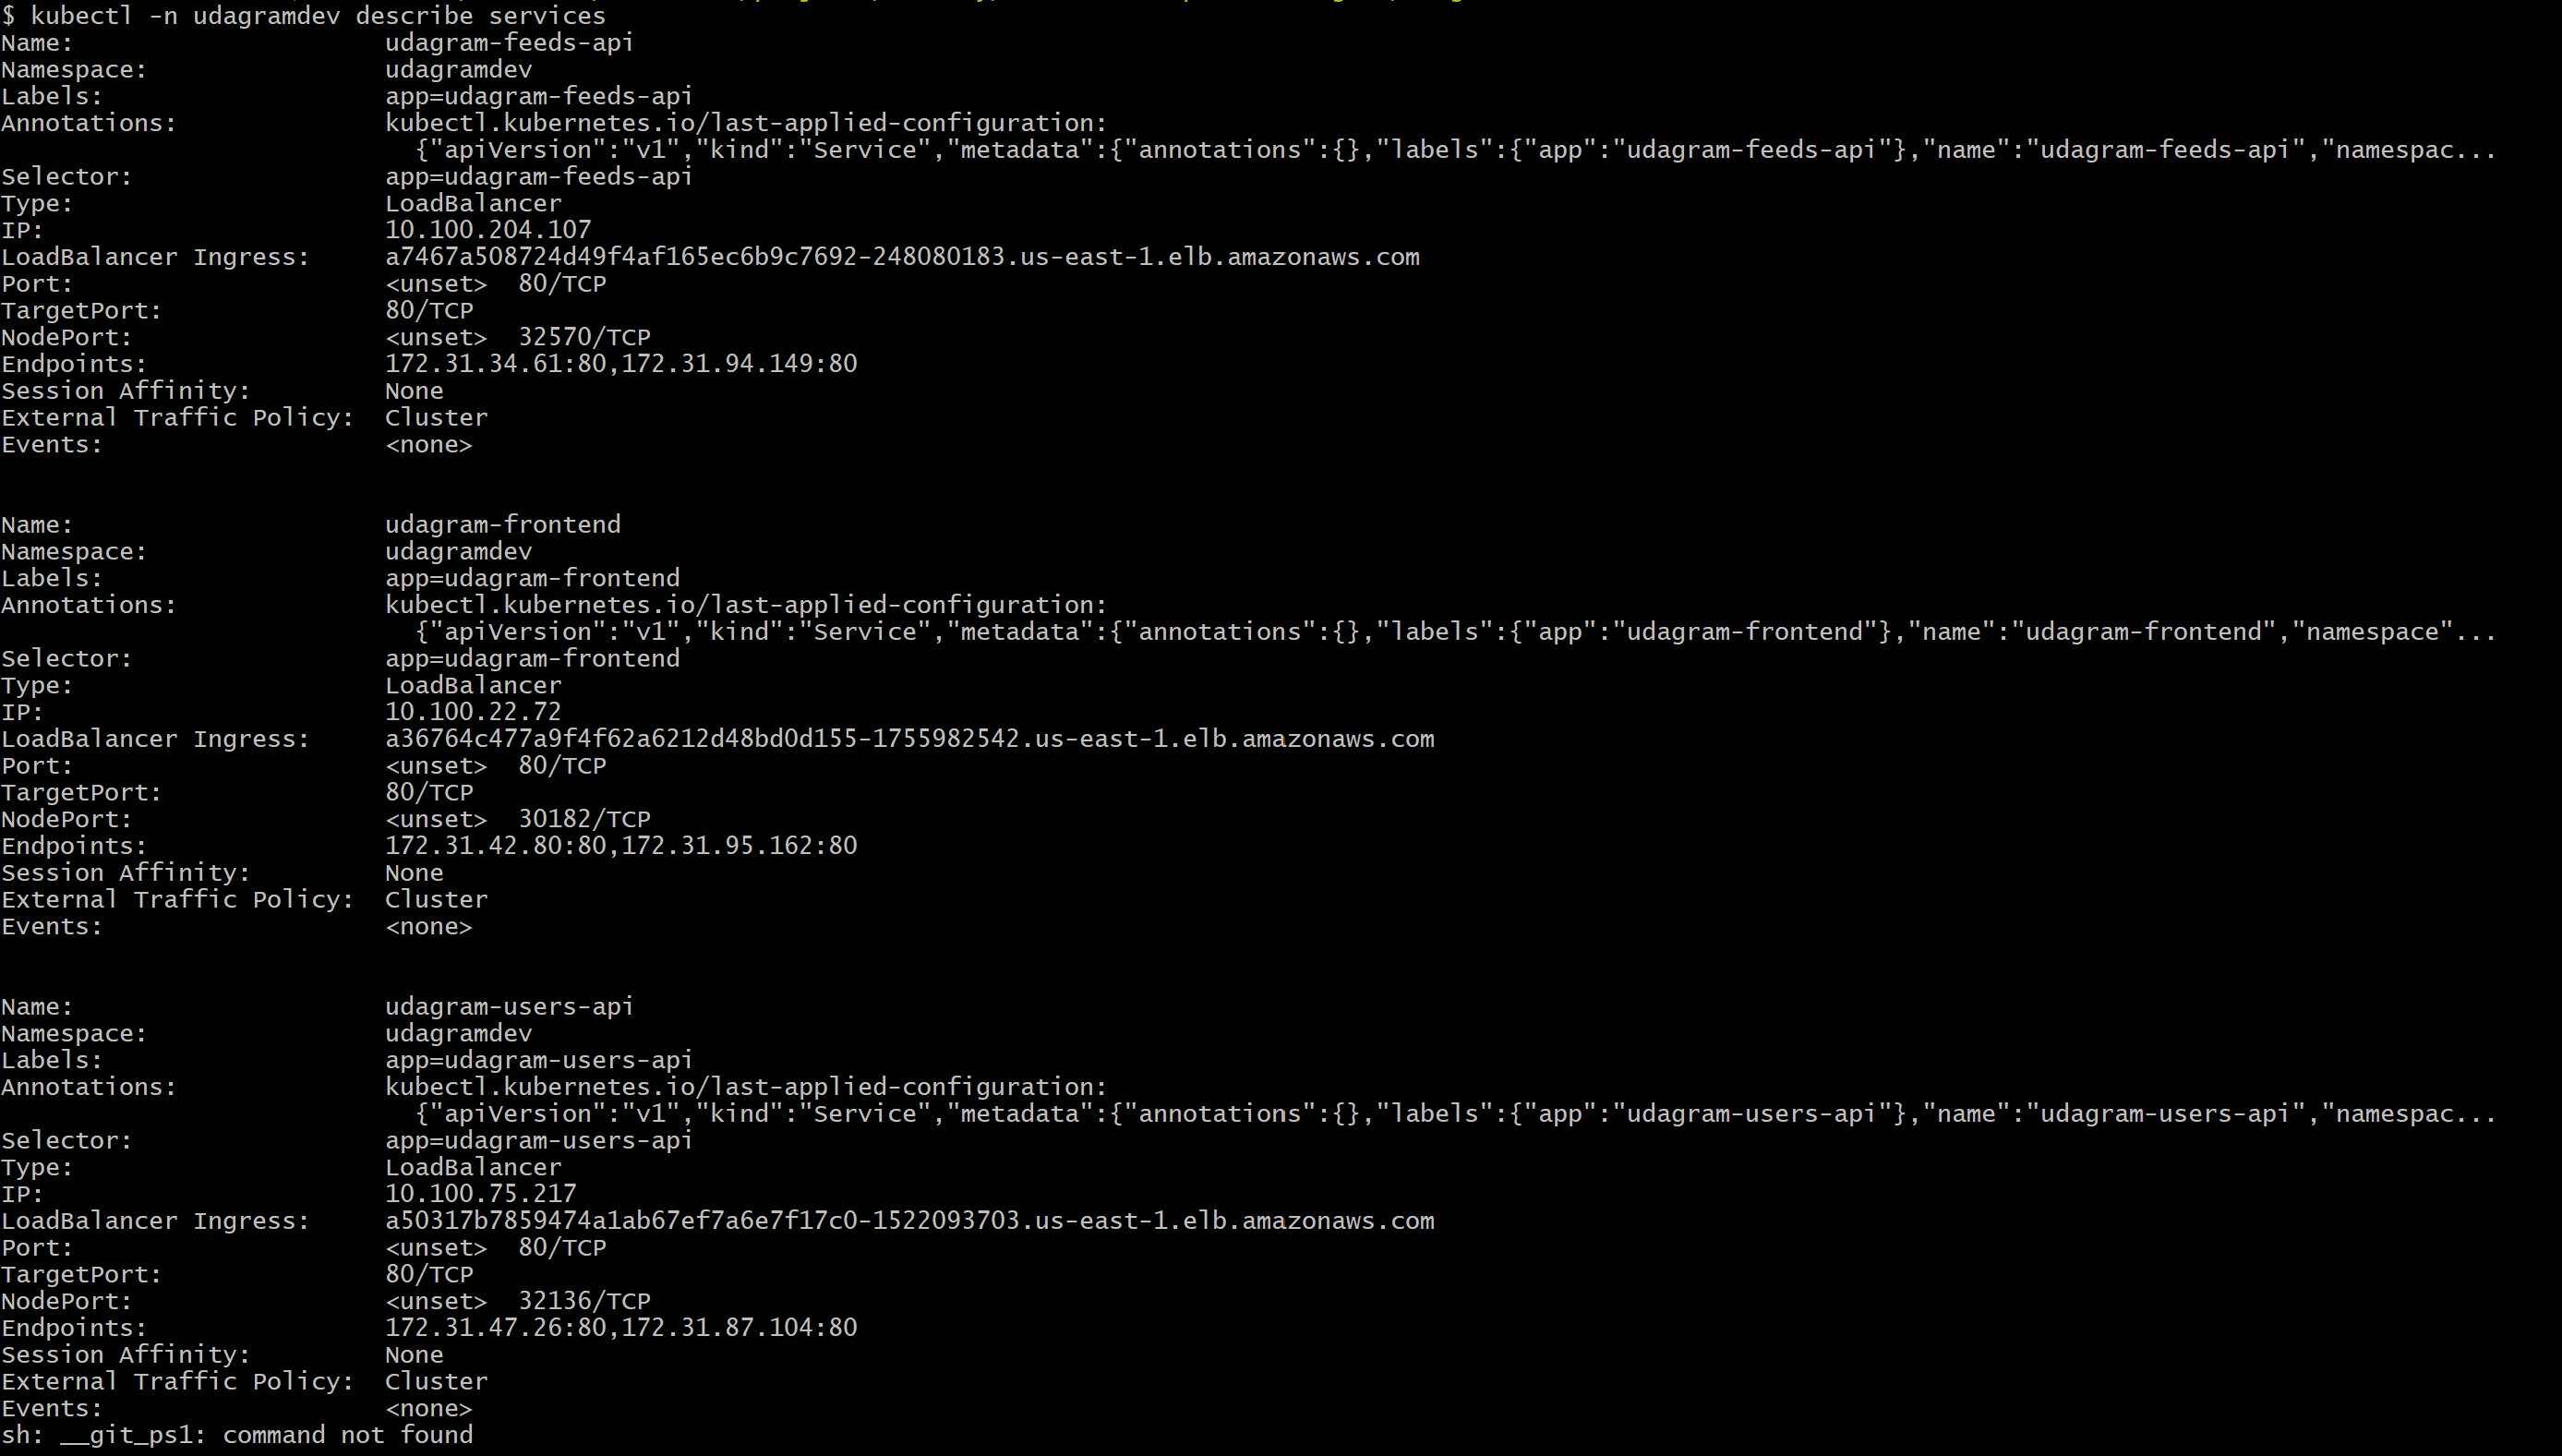 $ kubectl -n udagramdev describe services
Name:                     udagram-feeds-api
Namespace:                udagramdev
Labels:                   app=udagram-feeds-api
Annotations:              kubectl.kubernetes.io/last-applied-configuration:
                            {"apiVersion":"v1","kind":"Service","metadata":{"annotations":{},"labels":{"app":"udagram-feeds-api"},"name":"udagram-feeds-api","namespac...
Selector:                 app=udagram-feeds-api
Type:                     LoadBalancer
IP:                       10.100.204.107
LoadBalancer Ingress:     a7467a508724d49f4af165ec6b9c7692-248080183.us-east-1.elb.amazonaws.com
Port:                     <unset>  80/TCP
TargetPort:               80/TCP
NodePort:                 <unset>  32570/TCP
Endpoints:                172.31.34.61:80,172.31.94.149:80
Session Affinity:         None
External Traffic Policy:  Cluster
Events:                   <none>
Name:                     udagram-frontend
Namespace:                udagramdev
Labels:                   app=udagram-frontend
Annotations:              kubectl.kubernetes.io/last-applied-configuration:
                            {"apiVersion":"v1","kind":"Service","metadata":{"annotations":{},"labels":{"app":"udagram-frontend"},"name":"udagram-frontend","namespace"...
Selector:                 app=udagram-frontend
Type:                     LoadBalancer
IP:                       10.100.22.72
LoadBalancer Ingress:     a36764c477a9f4f62a6212d48bd0d155-1755982542.us-east-1.elb.amazonaws.com
Port:                     <unset>  80/TCP
TargetPort:               80/TCP
NodePort:                 <unset>  30182/TCP
Endpoints:                172.31.42.80:80,172.31.95.162:80
Session Affinity:         None
External Traffic Policy:  Cluster
Events:                   <none>
Name:                     udagram-users-api
Namespace:                udagramdev
Labels:                   app=udagram-users-api
Annotations:              kubectl.kubernetes.io/last-applied-configuration:
                            {"apiVersion":"v1","kind":"Service","metadata":{"annotations":{},"labels":{"app":"udagram-users-api"},"name":"udagram-users-api","namespac...
Selector:                 app=udagram-users-api
Type:                     LoadBalancer
IP:                       10.100.75.217
LoadBalancer Ingress:     a50317b7859474a1ab67ef7a6e7f17c0-1522093703.us-east-1.elb.amazonaws.com
Port:                     <unset>  80/TCP
TargetPort:               80/TCP
NodePort:                 <unset>  32136/TCP
Endpoints:                172.31.47.26:80,172.31.87.104:80
Session Affinity:         None
External Traffic Policy:  Cluster
Events:                   <none>
sh: __git_ps1: command not found